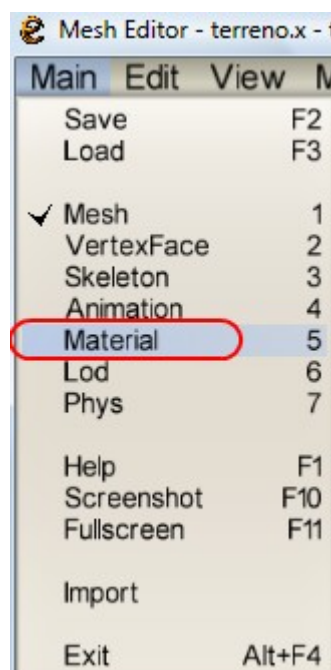 Mesh Editor - terreno.x -
Main Edit View
Save F2
Load F3
Mesh 1
VertexFace 2
Skeleton 3
Animation 4
Material 5
Lod 6
Phys 7
Help F1
Screenshot F10
Fullscreen F11
Import
Exit Alt+F4